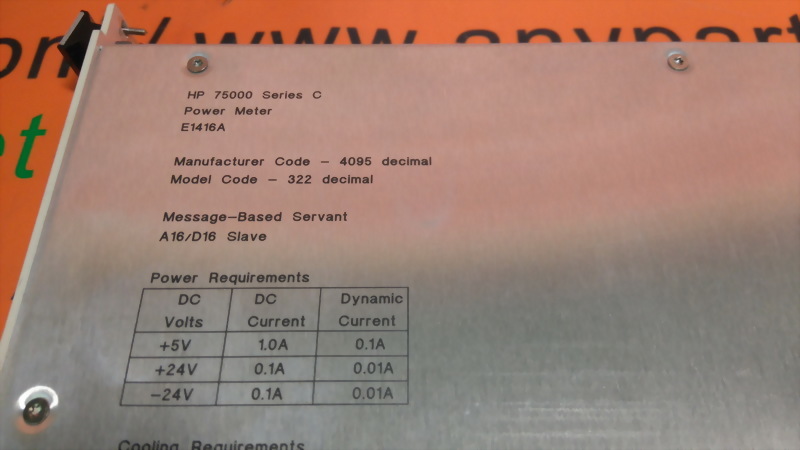 www.
HP 75000 Series C
Power Meter
E1416A
Manufacturer Code - 4095 decimal
Model Code - 322 decimal
Message-Based Servant
A16/D16 Slave
Power Requirements
DC Volts DC Current Dynamic Current
+5V 1.0A 0.1A
+24V 0.1A 0.01A
-24V 0.1A 0.01A
Cooling Requirements